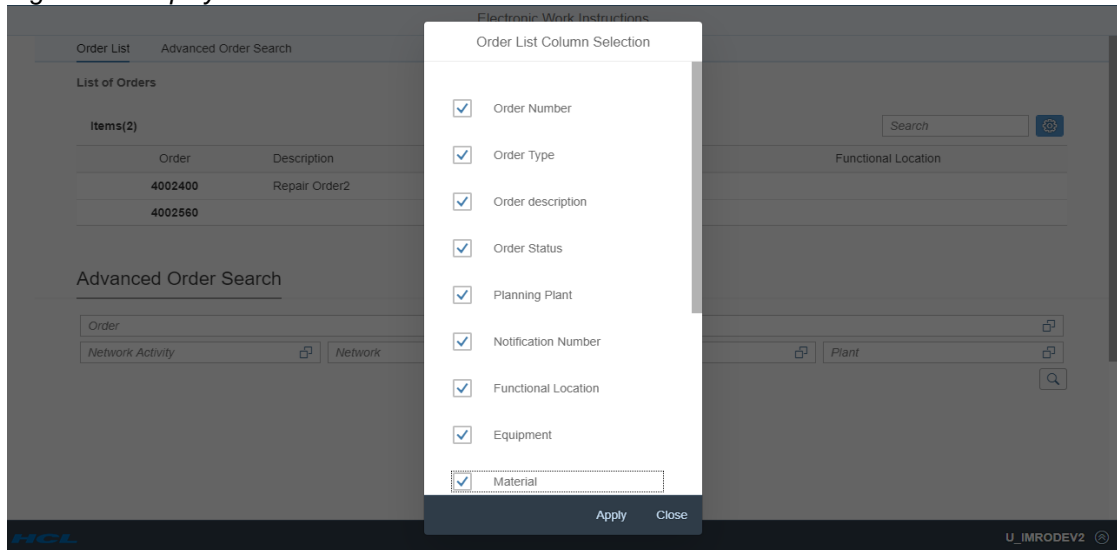 Electronic Work Instructions
Order List Column Selection
Order List Advanced Order Search
List of Orders
Items(2) Search
Order Description Functional Location
4002400 Repair Order2
4002560
Advanced Order Search
Order
Network Activity Network Plant
Order Number
Order Type
Order description
Order Status
Planning Plant
Notification Number
Functional Location
Equipment
Material
Apply Close
HCL U_IMRODEV2